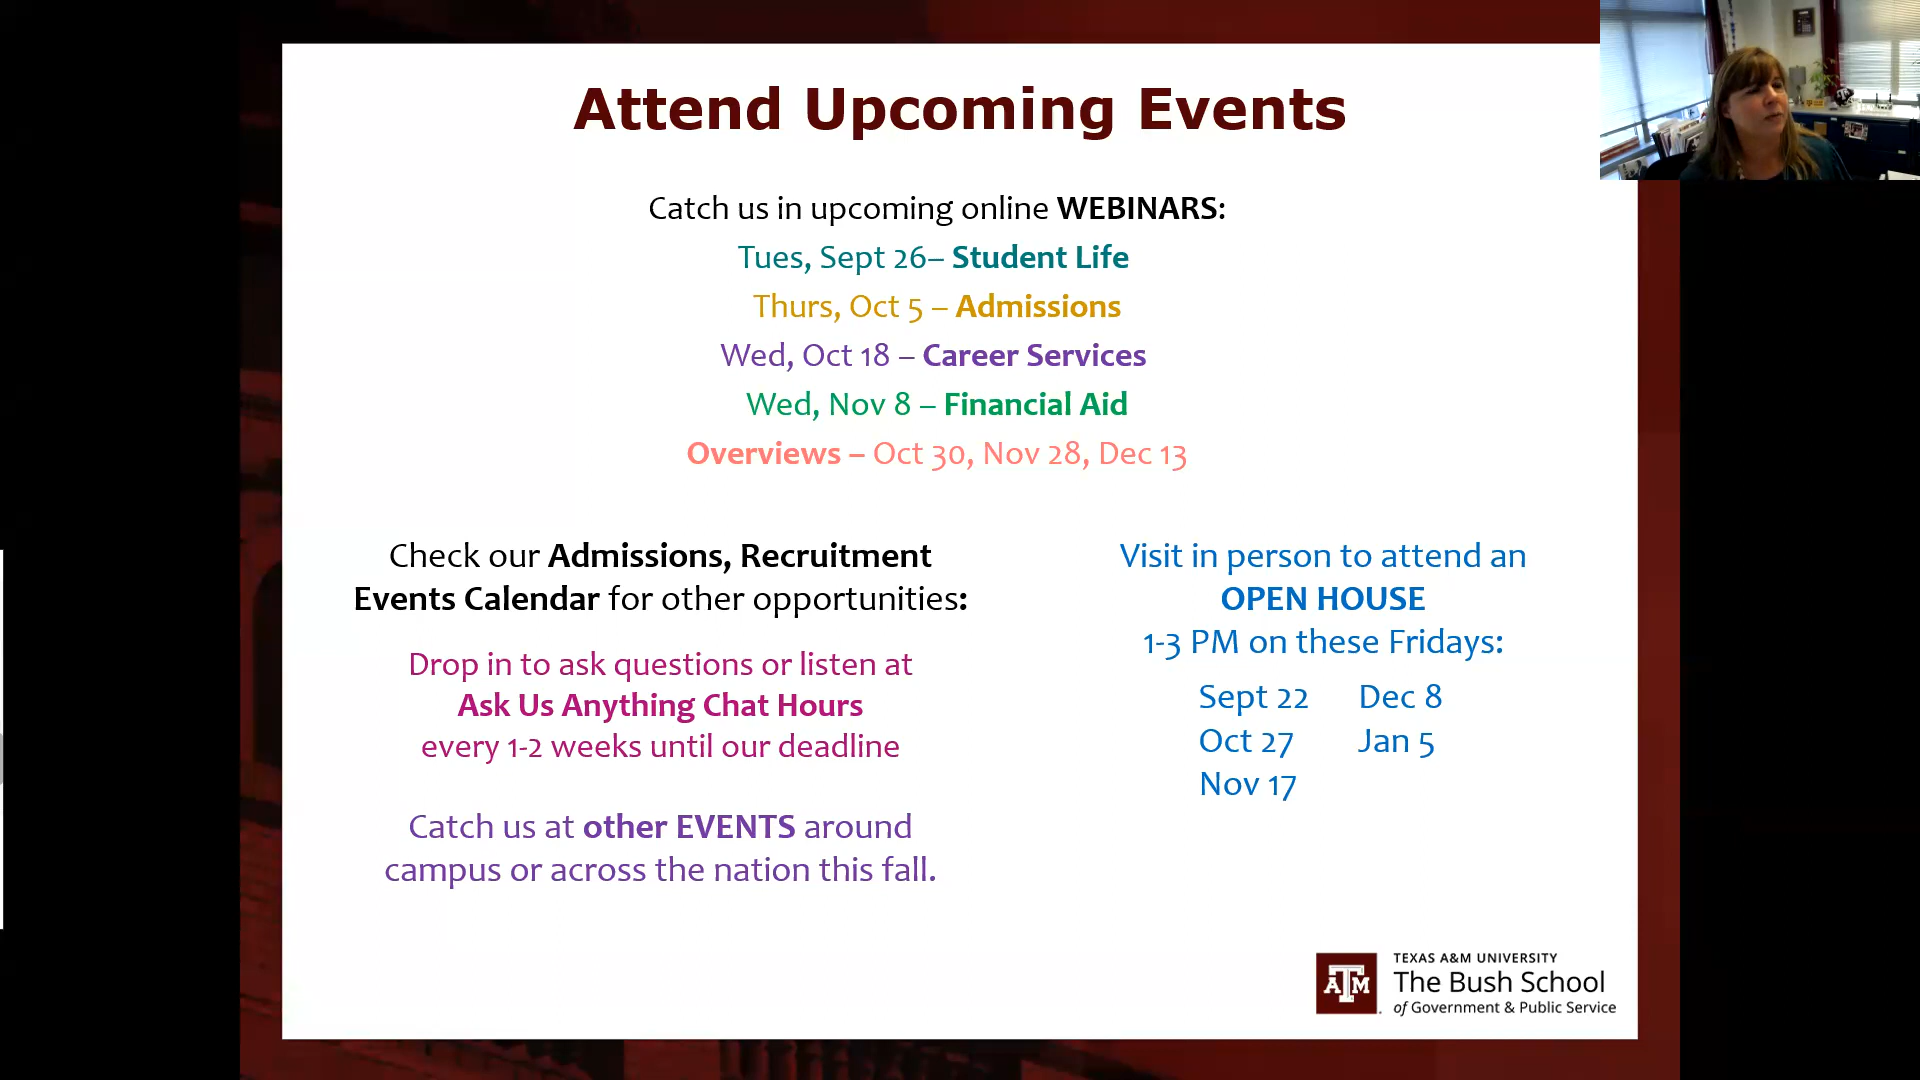 Attend Upcoming Events
Catch us in upcoming online WEBINARS:
Tues, Sept 26– Student Life
Thurs, Oct 5 – Admissions
Wed, Oct 18 – Career Services
Wed, Nov 8 – Financial Aid
Overviews – Oct 30, Nov 28, Dec 13
Check our Admissions, Recruitment
Events Calendar for other opportunities:
Drop in to ask questions or listen at
Ask Us Anything Chat Hours
every 1-2 weeks until our deadline
Catch us at other EVENTS around
campus or across the nation this fall.
Visit in person to attend an
OPEN HOUSE
1-3 PM on these Fridays:
Sept 22 Dec 8
Oct 27 Jan 5
Nov 17
ATM
TEXAS A&M UNIVERSITY
The Bush School
of Government & Public Service